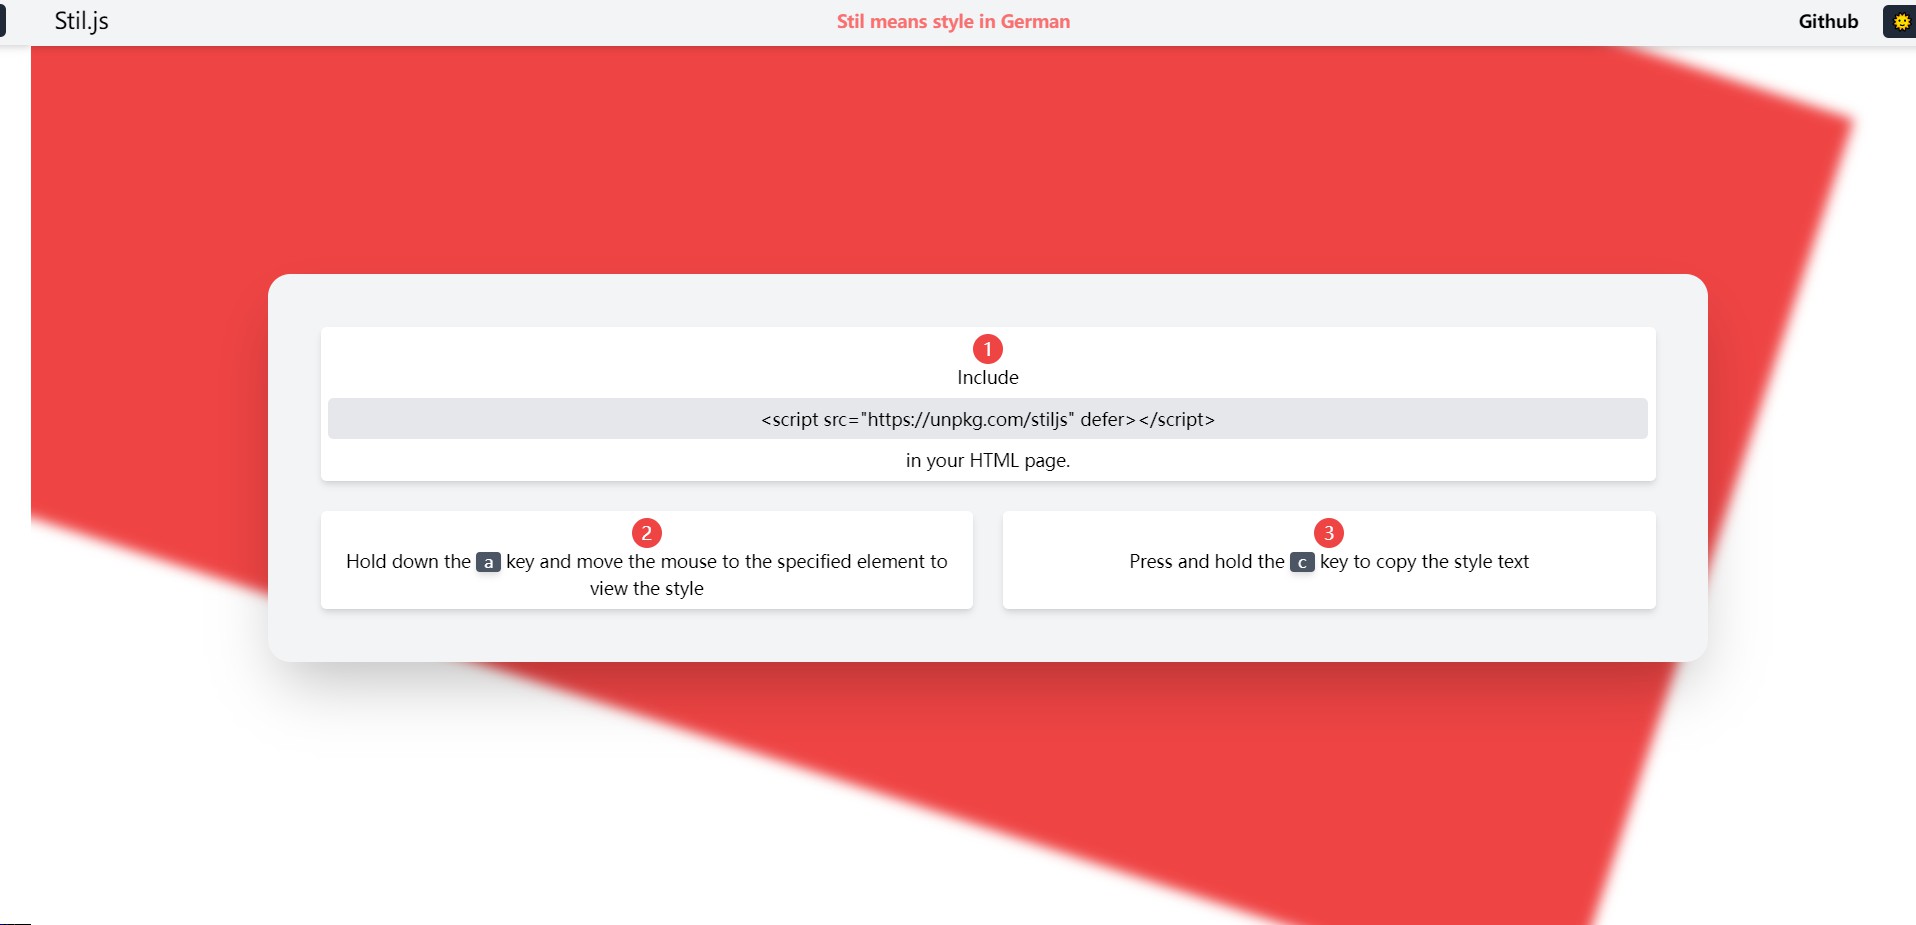 Stil.js
Stil means style in German
Github
1
Include
<script src="https://unpkg.com/stiljs" defer></script>
in your HTML page.
2
Hold down the a key and move the mouse to the specified element to
view the style
3
Press and hold the c key to copy the style text